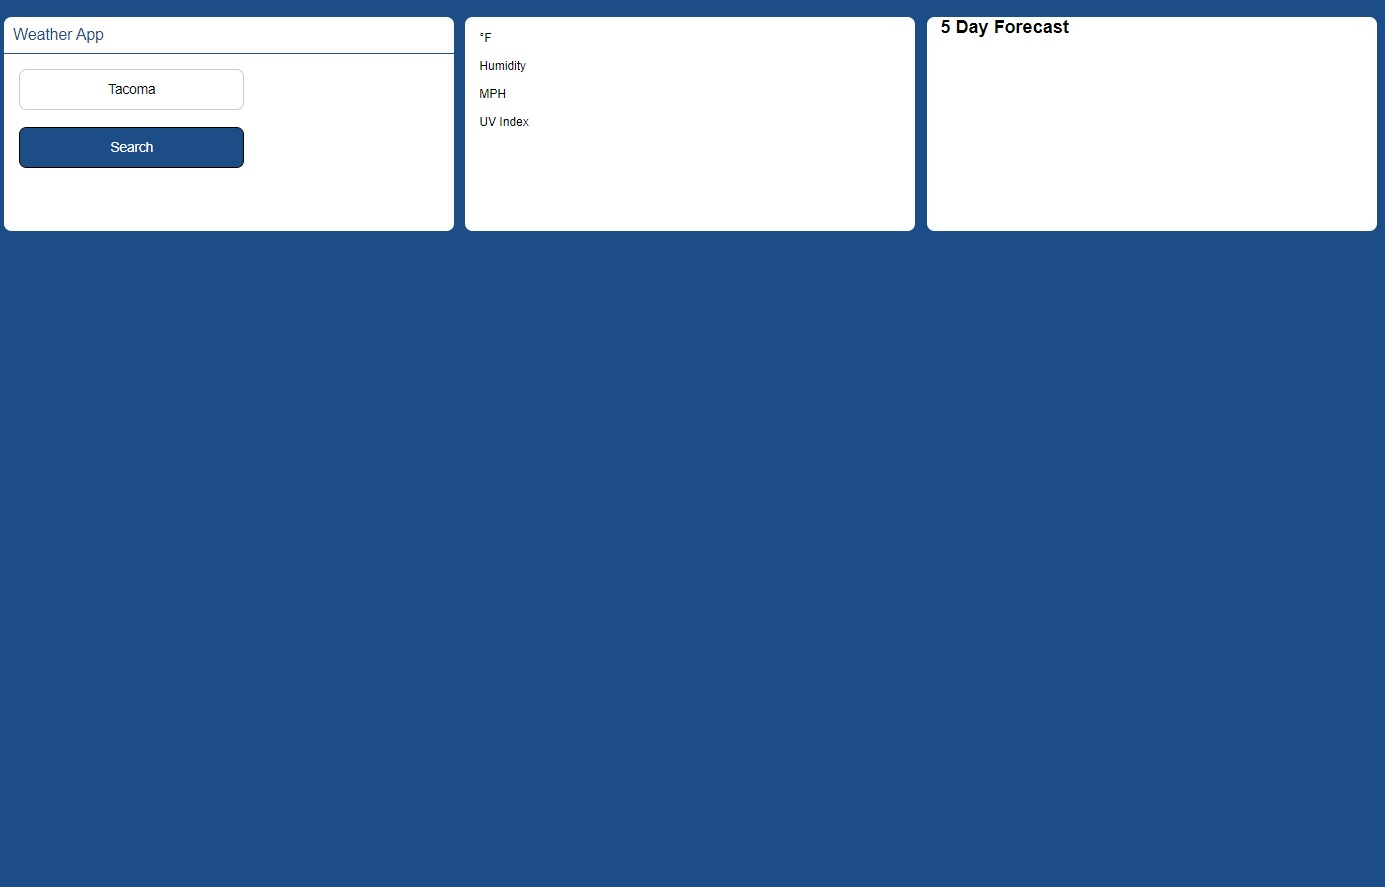 Weather App
Tacoma
Search
°F
Humidity
MPH
UV Index
5 Day Forecast